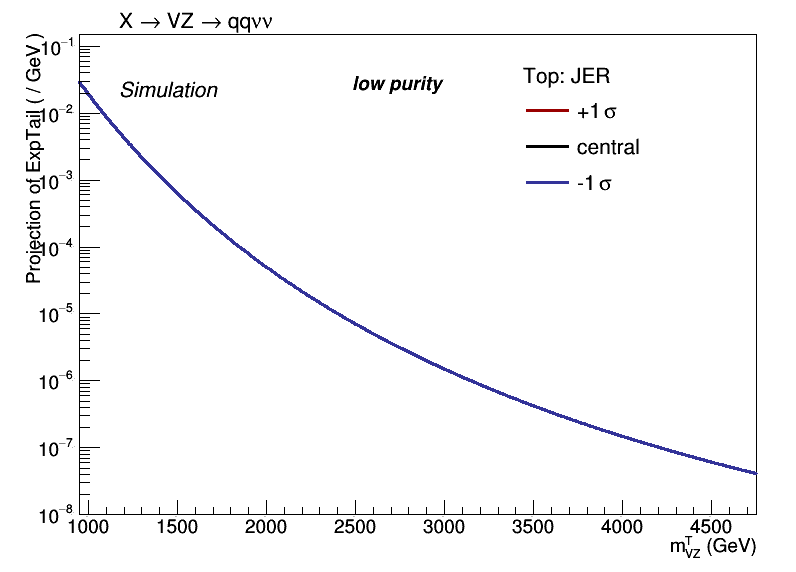 X → VZ → qqνν
Projection of ExpTail ( / GeV )
Simulation
low purity
Top: JER
+1 σ
central
-1 σ
10⁻¹
10⁻²
10⁻³
10⁻⁴
10⁻⁵
10⁻⁶
10⁻⁷
10⁻⁸
1000 1500 2000 2500 3000 3500 4000 4500
m^T_VZ (GeV)